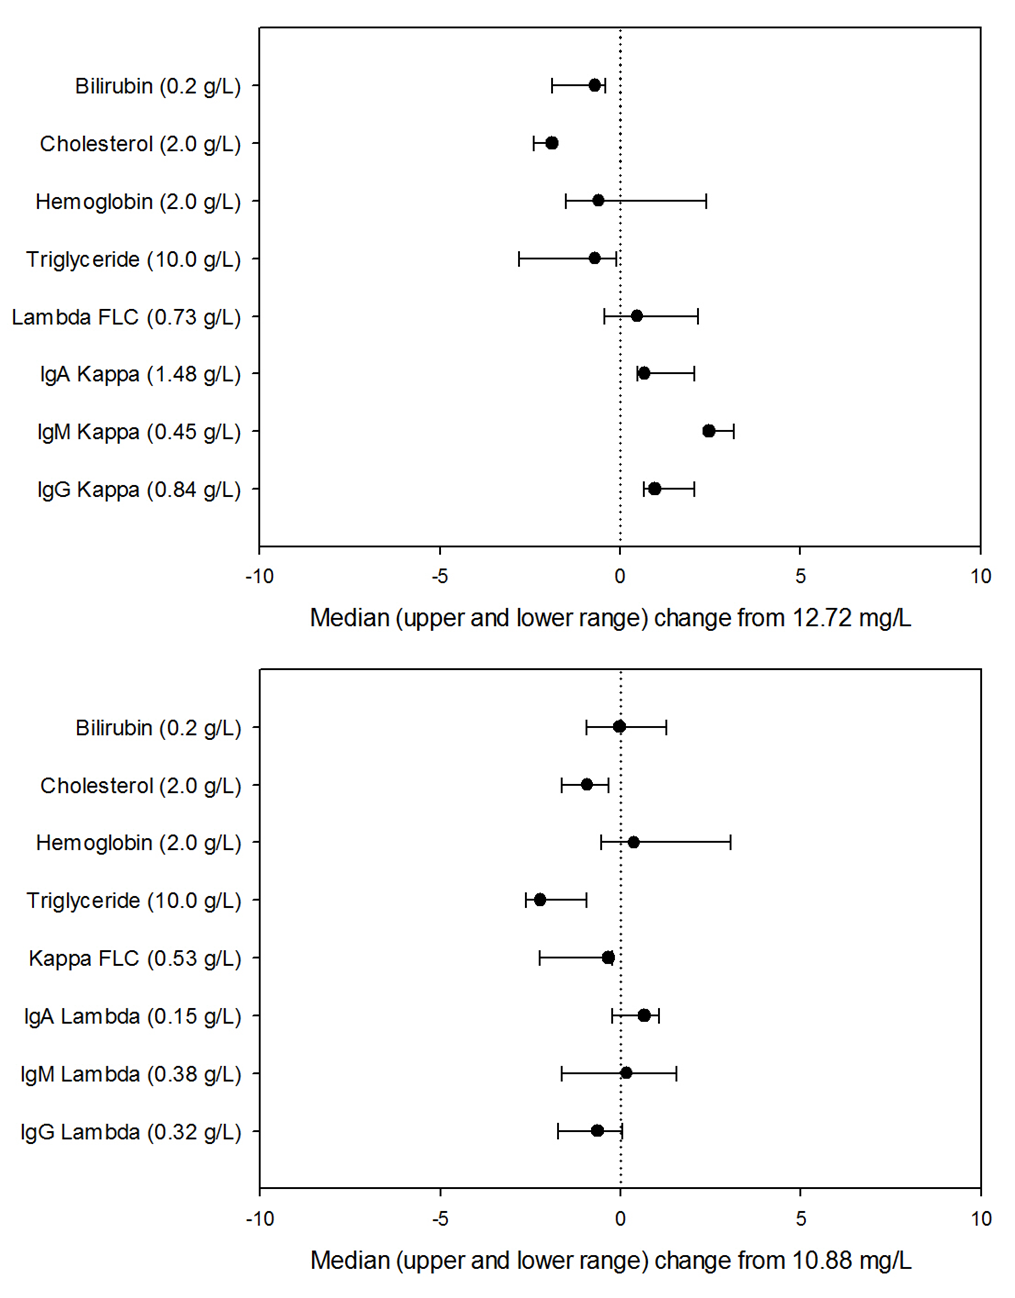 Bilirubin (0.2 g/L)
Cholesterol (2.0 g/L)
Hemoglobin (2.0 g/L)
Triglyceride (10.0 g/L)
Lambda FLC (0.73 g/L)
IgA Kappa (1.48 g/L)
IgM Kappa (0.45 g/L)
IgG Kappa (0.84 g/L)
-10 -5 0 5 10
Median (upper and lower range) change from 12.72 mg/L
Bilirubin (0.2 g/L)
Cholesterol (2.0 g/L)
Hemoglobin (2.0 g/L)
Triglyceride (10.0 g/L)
Kappa FLC (0.53 g/L)
IgA Lambda (0.15 g/L)
IgM Lambda (0.38 g/L)
IgG Lambda (0.32 g/L)
-10 -5 0 5 10
Median (upper and lower range) change from 10.88 mg/L